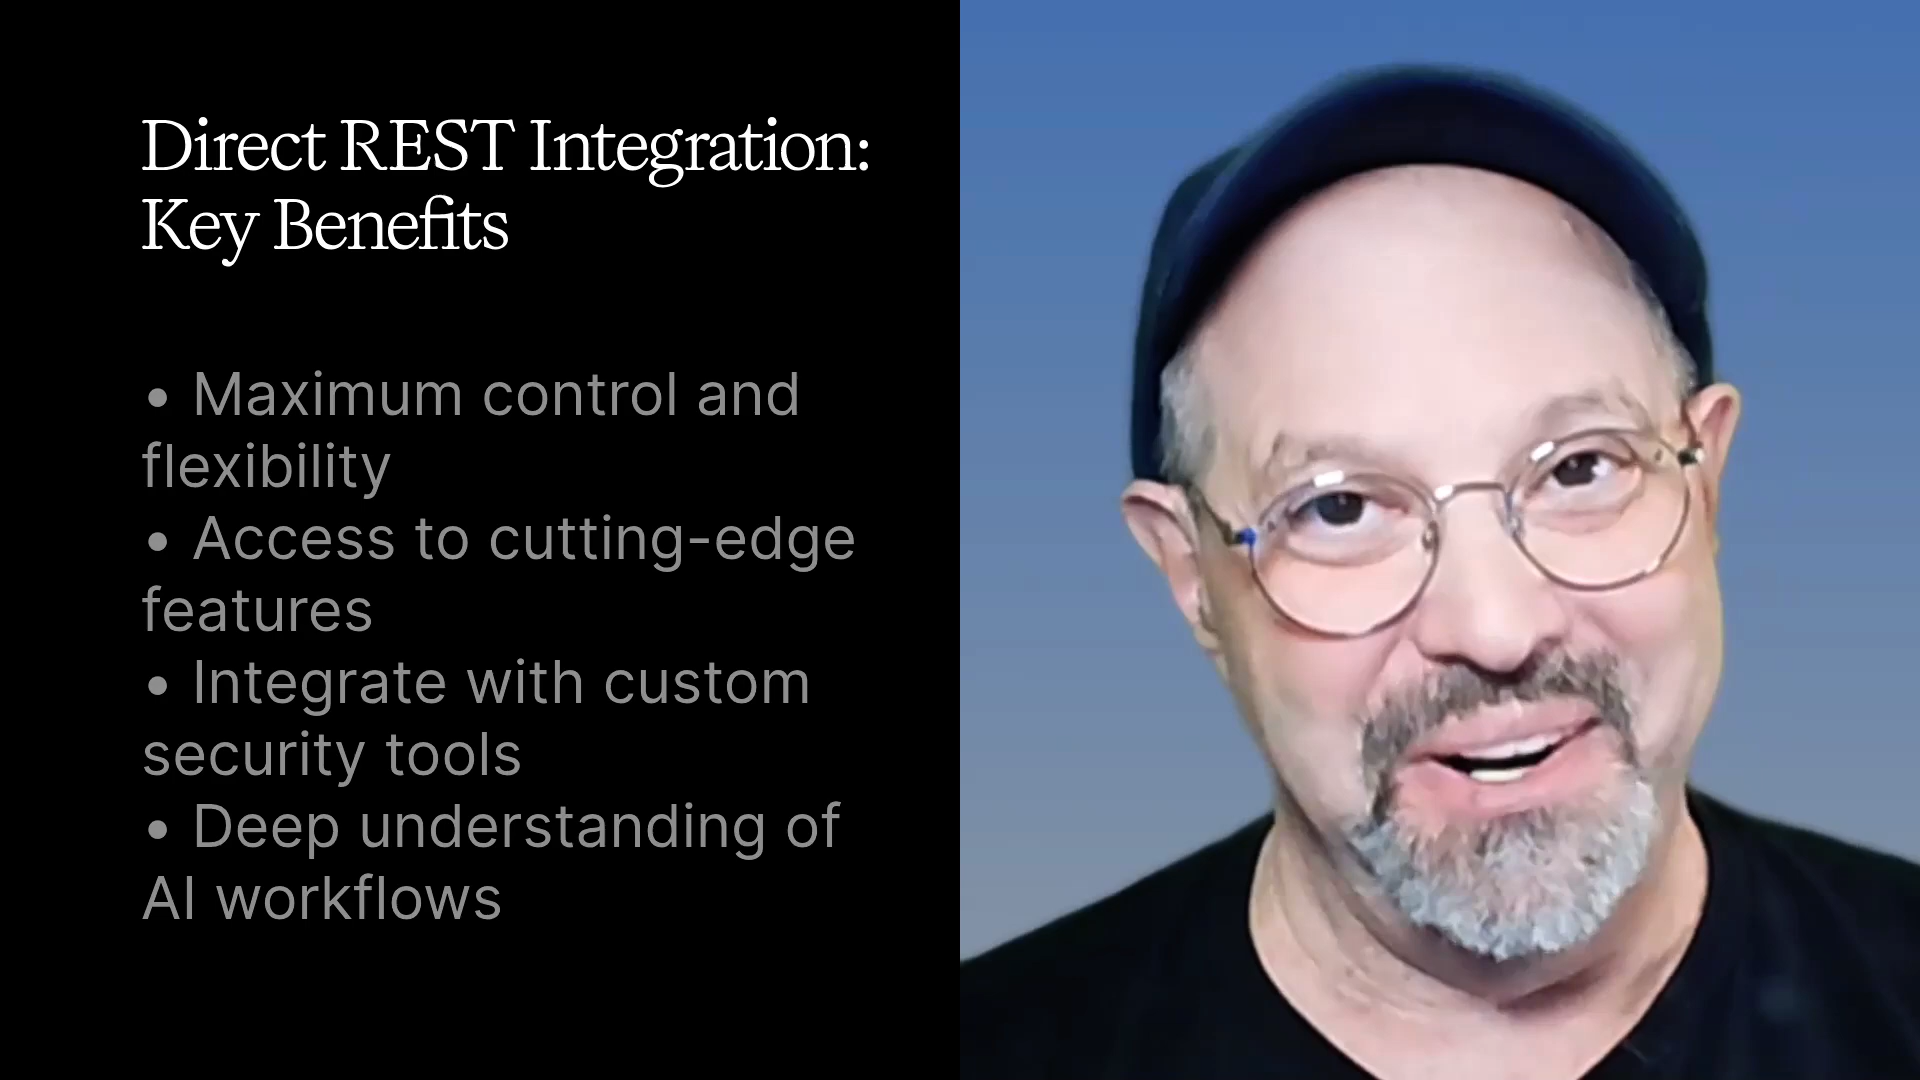 Direct REST Integration:
Key Benefits
• Maximum control and
flexibility
• Access to cutting-edge
features
• Integrate with custom
security tools
• Deep understanding of
AI workflows